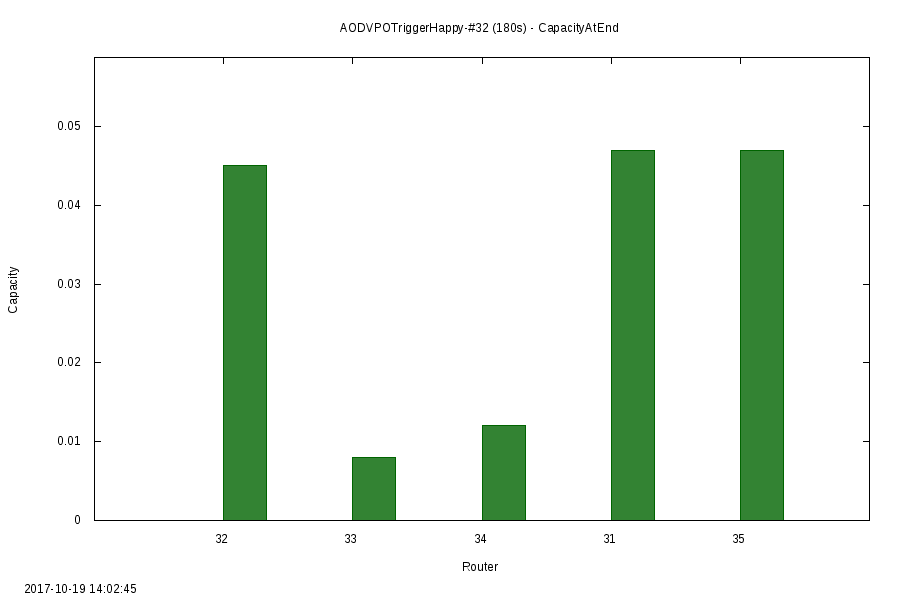 AODVPOTriggerHappy-#32 (180s) - CapacityAtEnd
0.05
0.04
0.03
0.02
0.01
0
Capacity
32 33 34 31 35
Router
2017-10-19 14:02:45